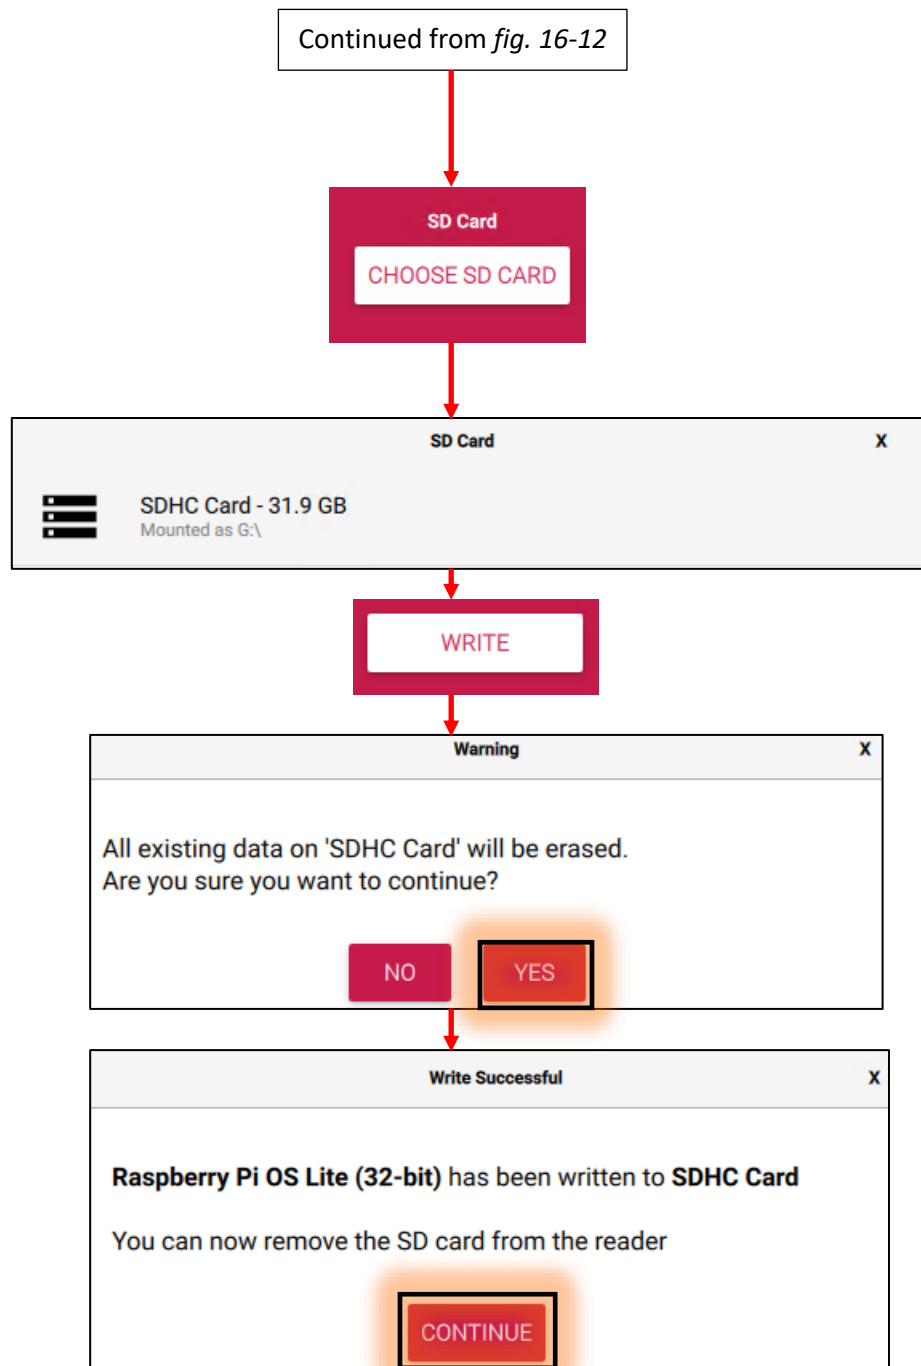 Continued from fig. 16-12
SD Card
CHOOSE SD CARD
SD Card X
SDHC Card - 31.9 GB
Mounted as G:\
WRITE
Warning X
All existing data on 'SDHC Card' will be erased.
Are you sure you want to continue?
NO YES
Write Successful X
Raspberry Pi OS Lite (32-bit) has been written to SDHC Card
You can now remove the SD card from the reader
CONTINUE